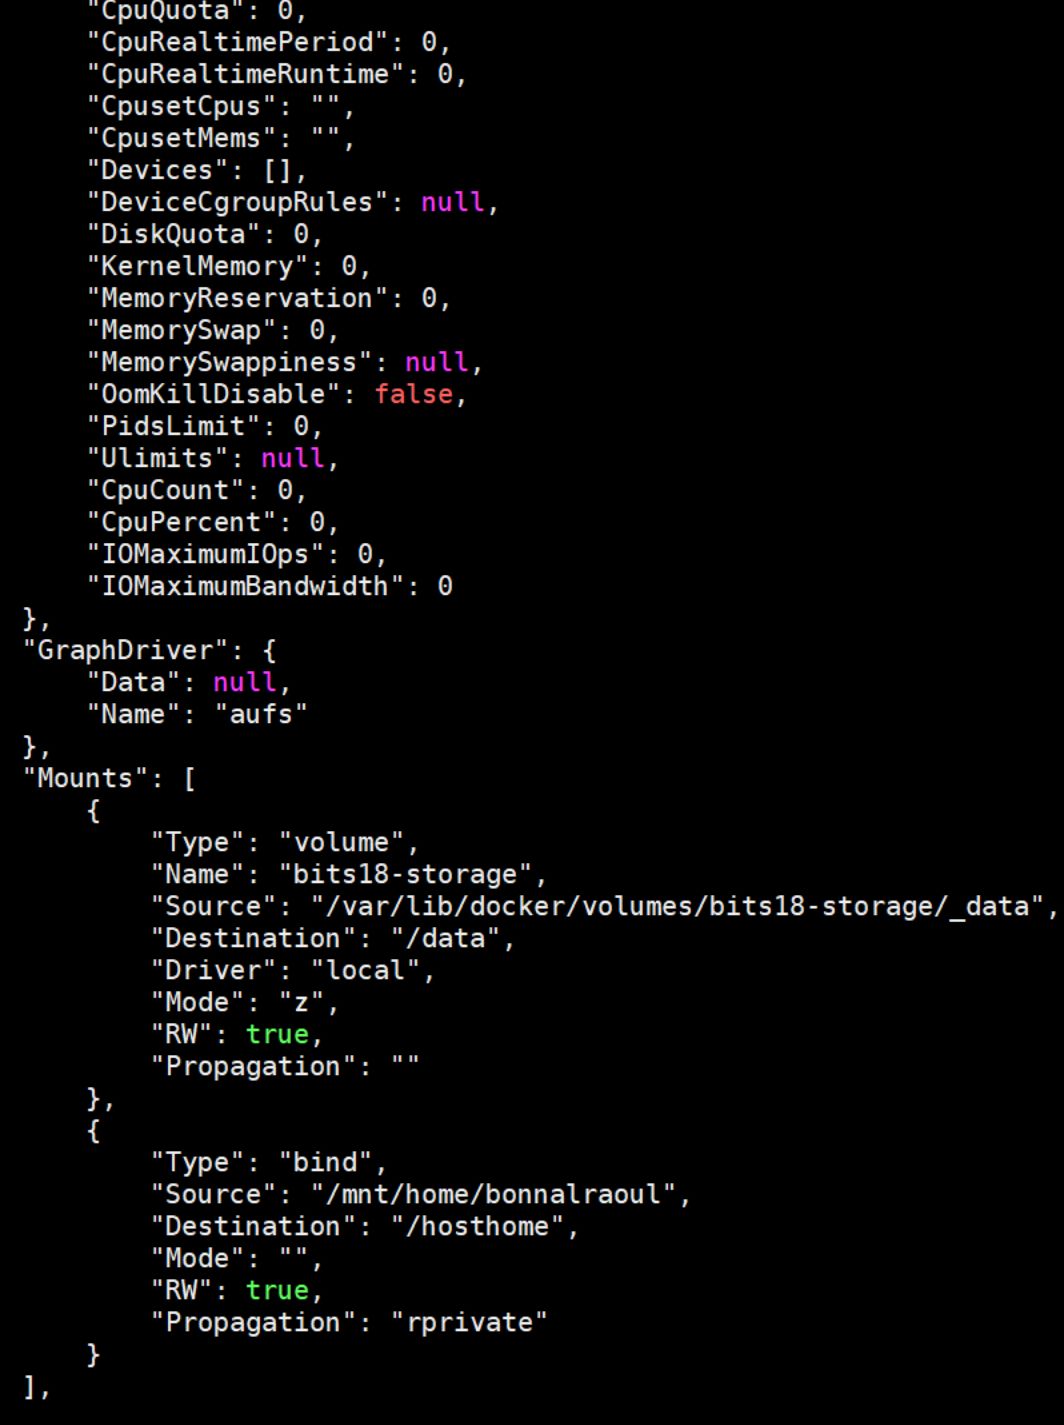 "CpuQuota": 0,
"CpuRealtimePeriod": 0,
"CpuRealtimeRuntime": 0,
"CpusetCpus": "",
"CpusetMems": "",
"Devices": [],
"DeviceCgroupRules": null,
"DiskQuota": 0,
"KernelMemory": 0,
"MemoryReservation": 0,
"MemorySwap": 0,
"MemorySwappiness": null,
"OomKillDisable": false,
"PidsLimit": 0,
"Ulimits": null,
"CpuCount": 0,
"CpuPercent": 0,
"IOMaximumIOps": 0,
"IOMaximumBandwidth": 0
},
"GraphDriver": {
"Data": null,
"Name": "aufs"
},
"Mounts": [
{
"Type": "volume",
"Name": "bits18-storage",
"Source": "/var/lib/docker/volumes/bits18-storage/_data",
"Destination": "/data",
"Driver": "local",
"Mode": "z",
"RW": true,
"Propagation": ""
},
{
"Type": "bind",
"Source": "/mnt/home/bonnalraoul",
"Destination": "/hosthome",
"Mode": "",
"RW": true,
"Propagation": "rprivate"
}
],